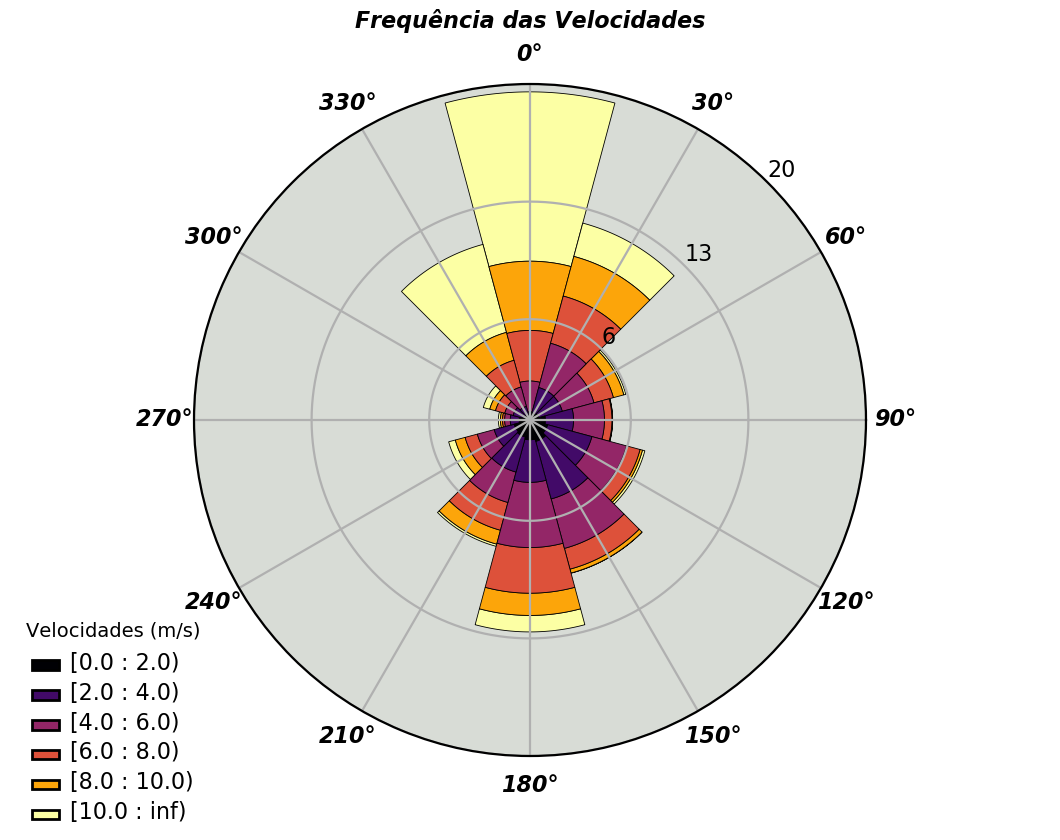 Frequência das Velocidades
0°
330°
30°
20
300°
60°
13
6
270°
90°
240°
120°
Velocidades (m/s)
[0.0 : 2.0)
[2.0 : 4.0)
[4.0 : 6.0)
210°
150°
[6.0 : 8.0)
180°
[8.0 : 10.0)
[10.0 : inf)